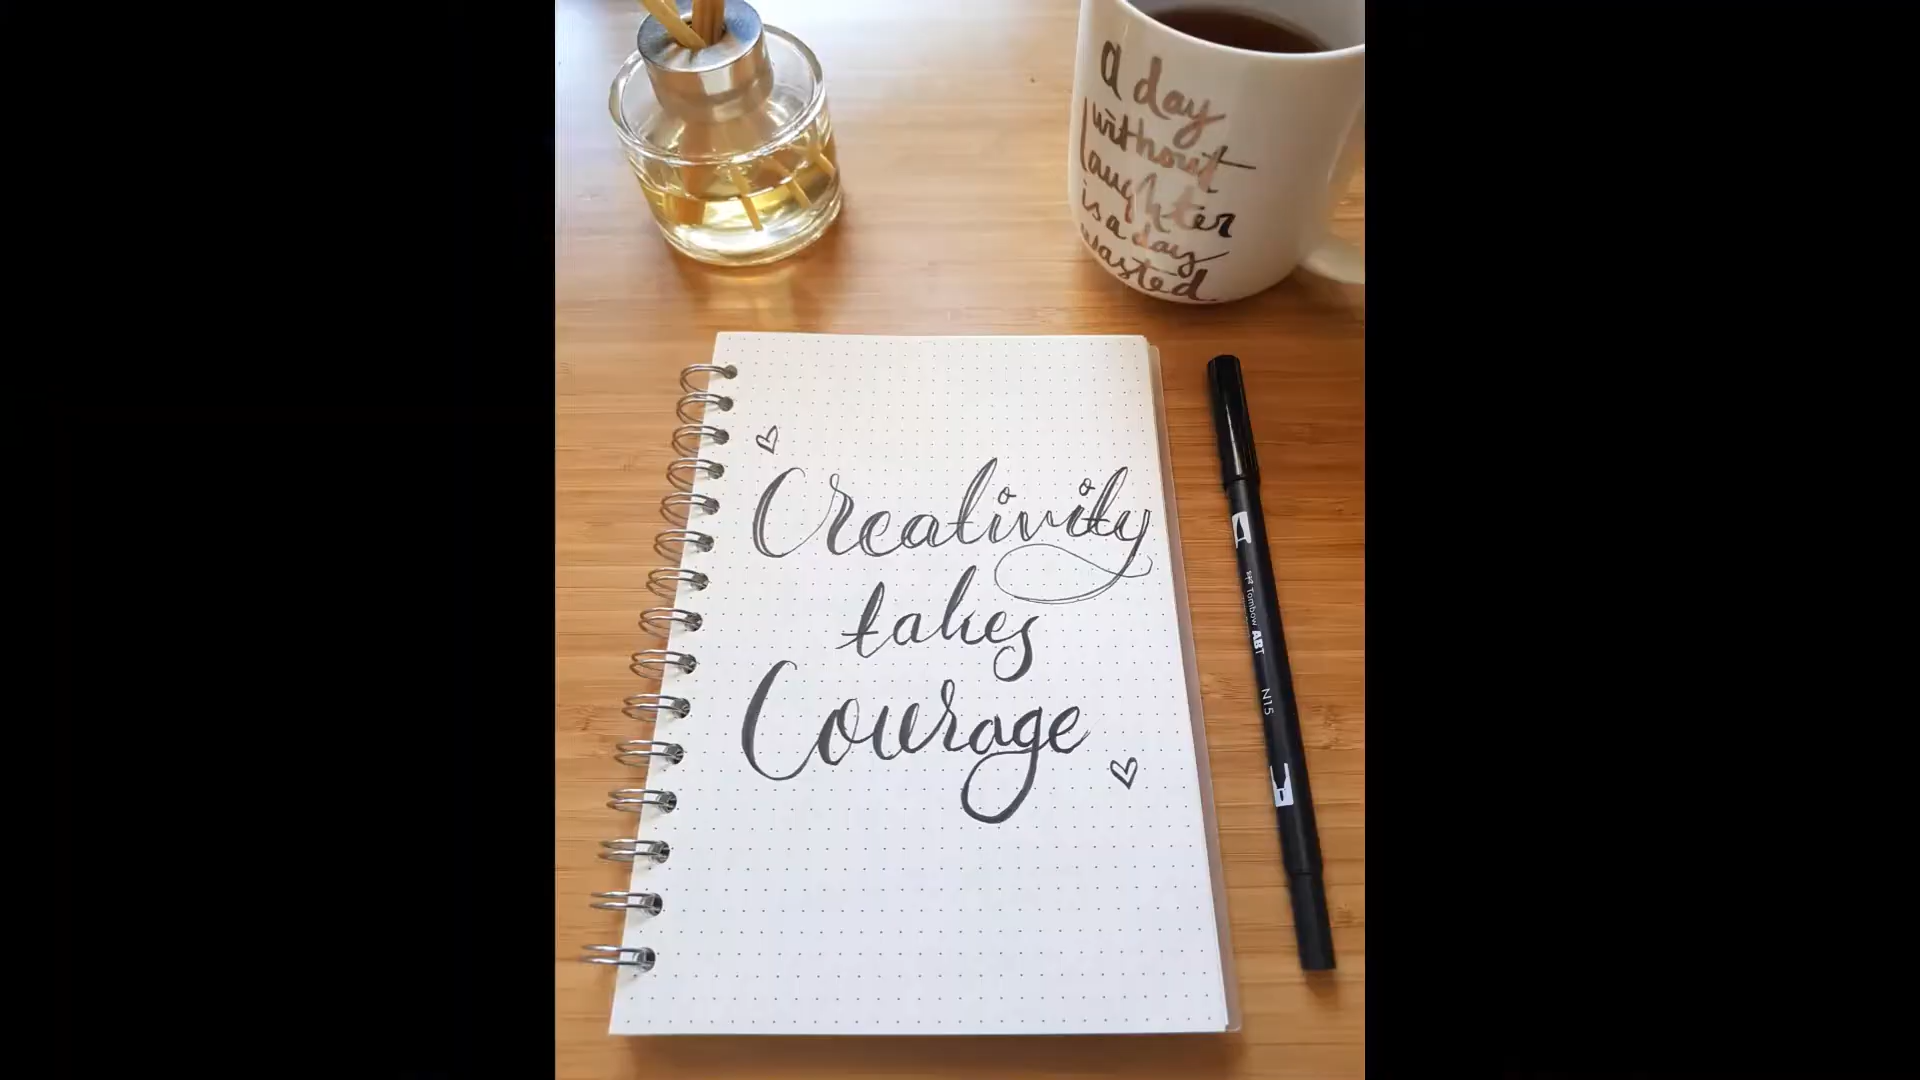 a day
without
laughter
is a day
wasted.
Creativity
takes
Courage
Tombow ABT
N15